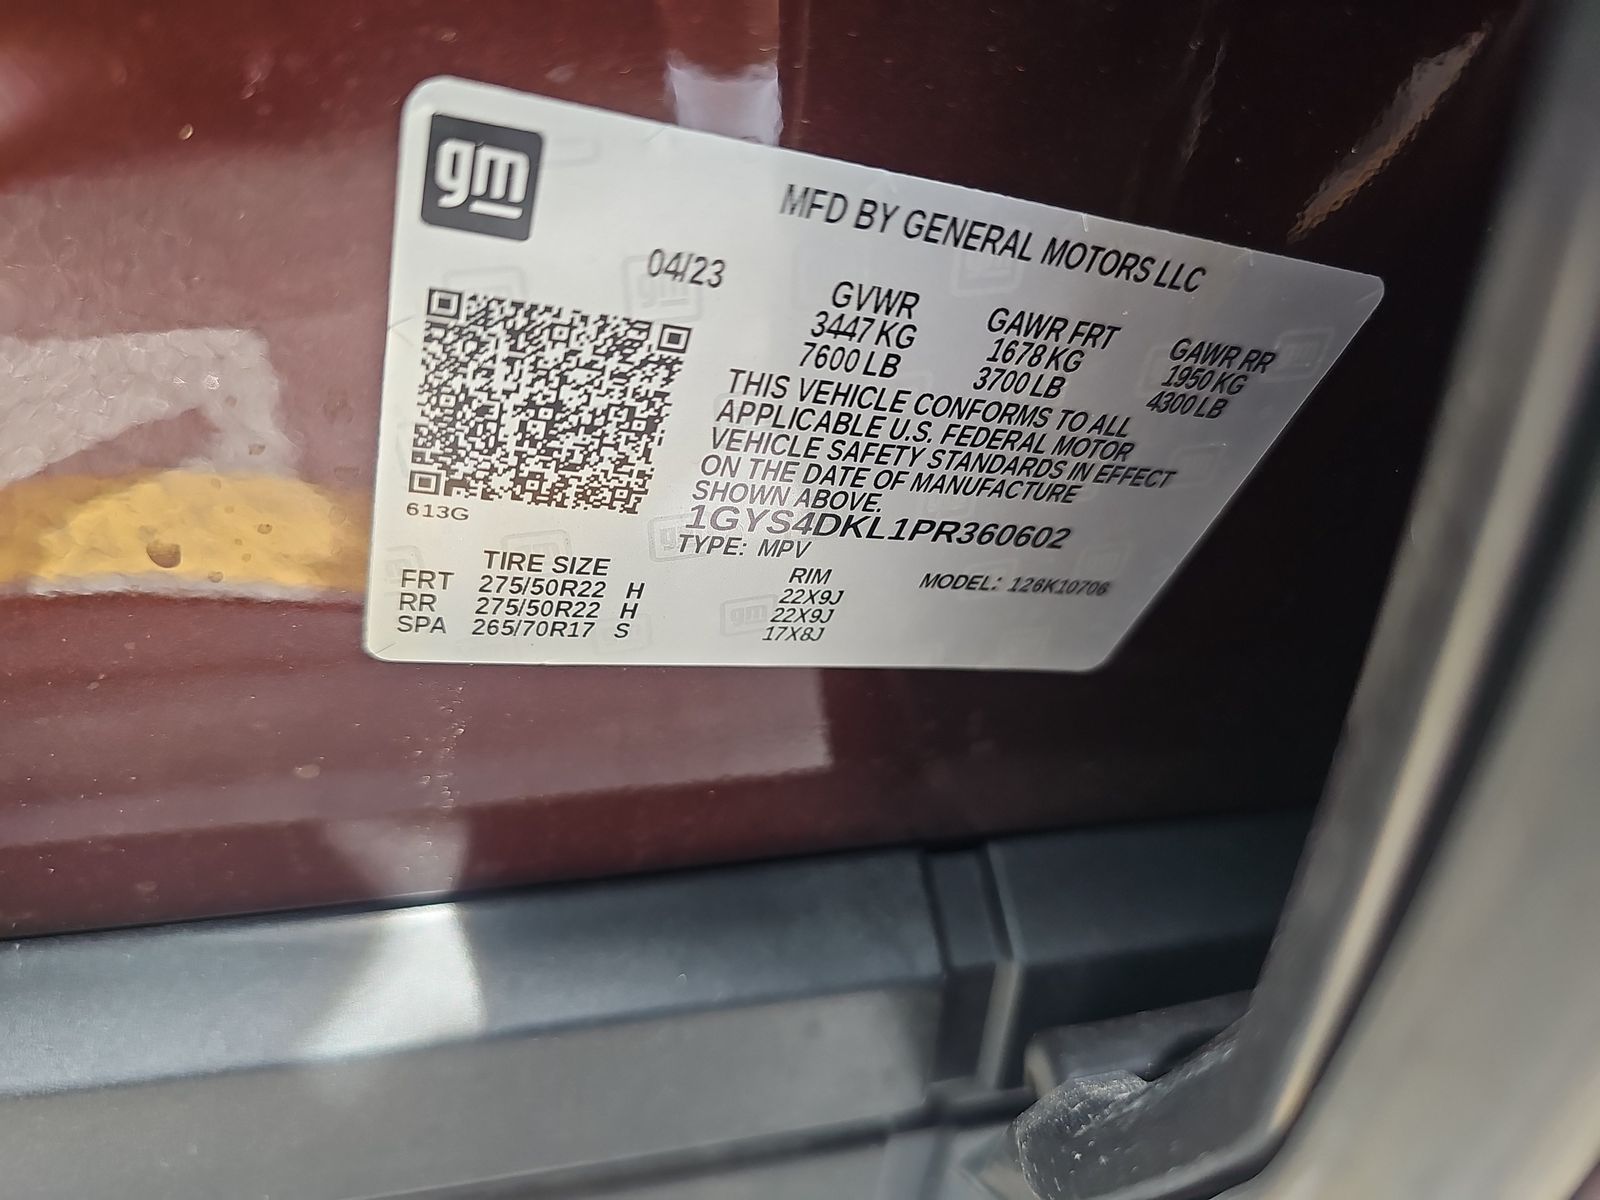 gm
MFD BY GENERAL MOTORS LLC
04/23
GVWR GAWR FRT GAWR RR
3447 KG 1678 KG 1950 KG
7600 LB 3700 LB 4300 LB
THIS VEHICLE CONFORMS TO ALL
APPLICABLE U.S. FEDERAL MOTOR
VEHICLE SAFETY STANDARDS IN EFFECT
ON THE DATE OF MANUFACTURE
SHOWN ABOVE.
613G
1GYS4DKL1PR360602
TYPE: MPV
MODEL: 126K10706
TIRE SIZE RIM
FRT 275/50R22 H 22X9J
RR 275/50R22 H 22X9J
SPA 265/70R17 S 17X8J